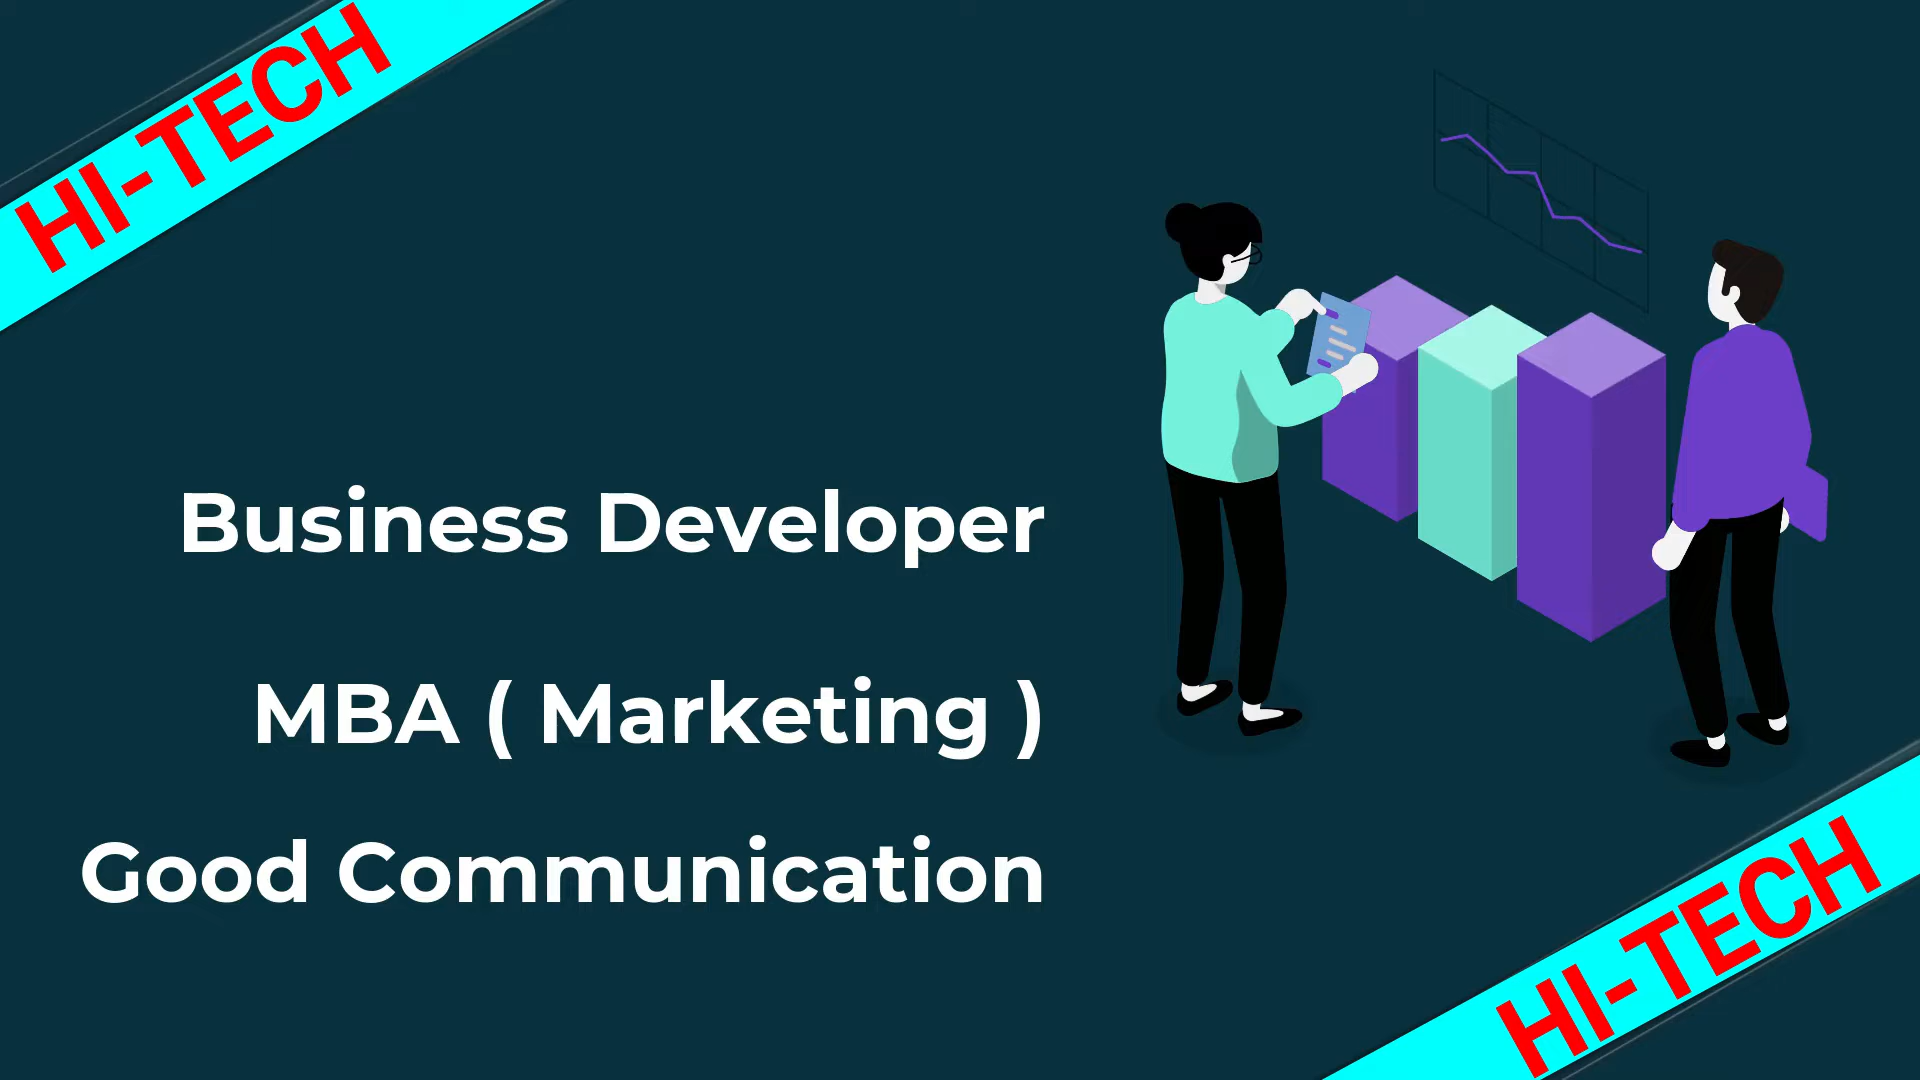 HI-TECH
Business Developer
MBA ( Marketing )
Good Communication
HI-TECH